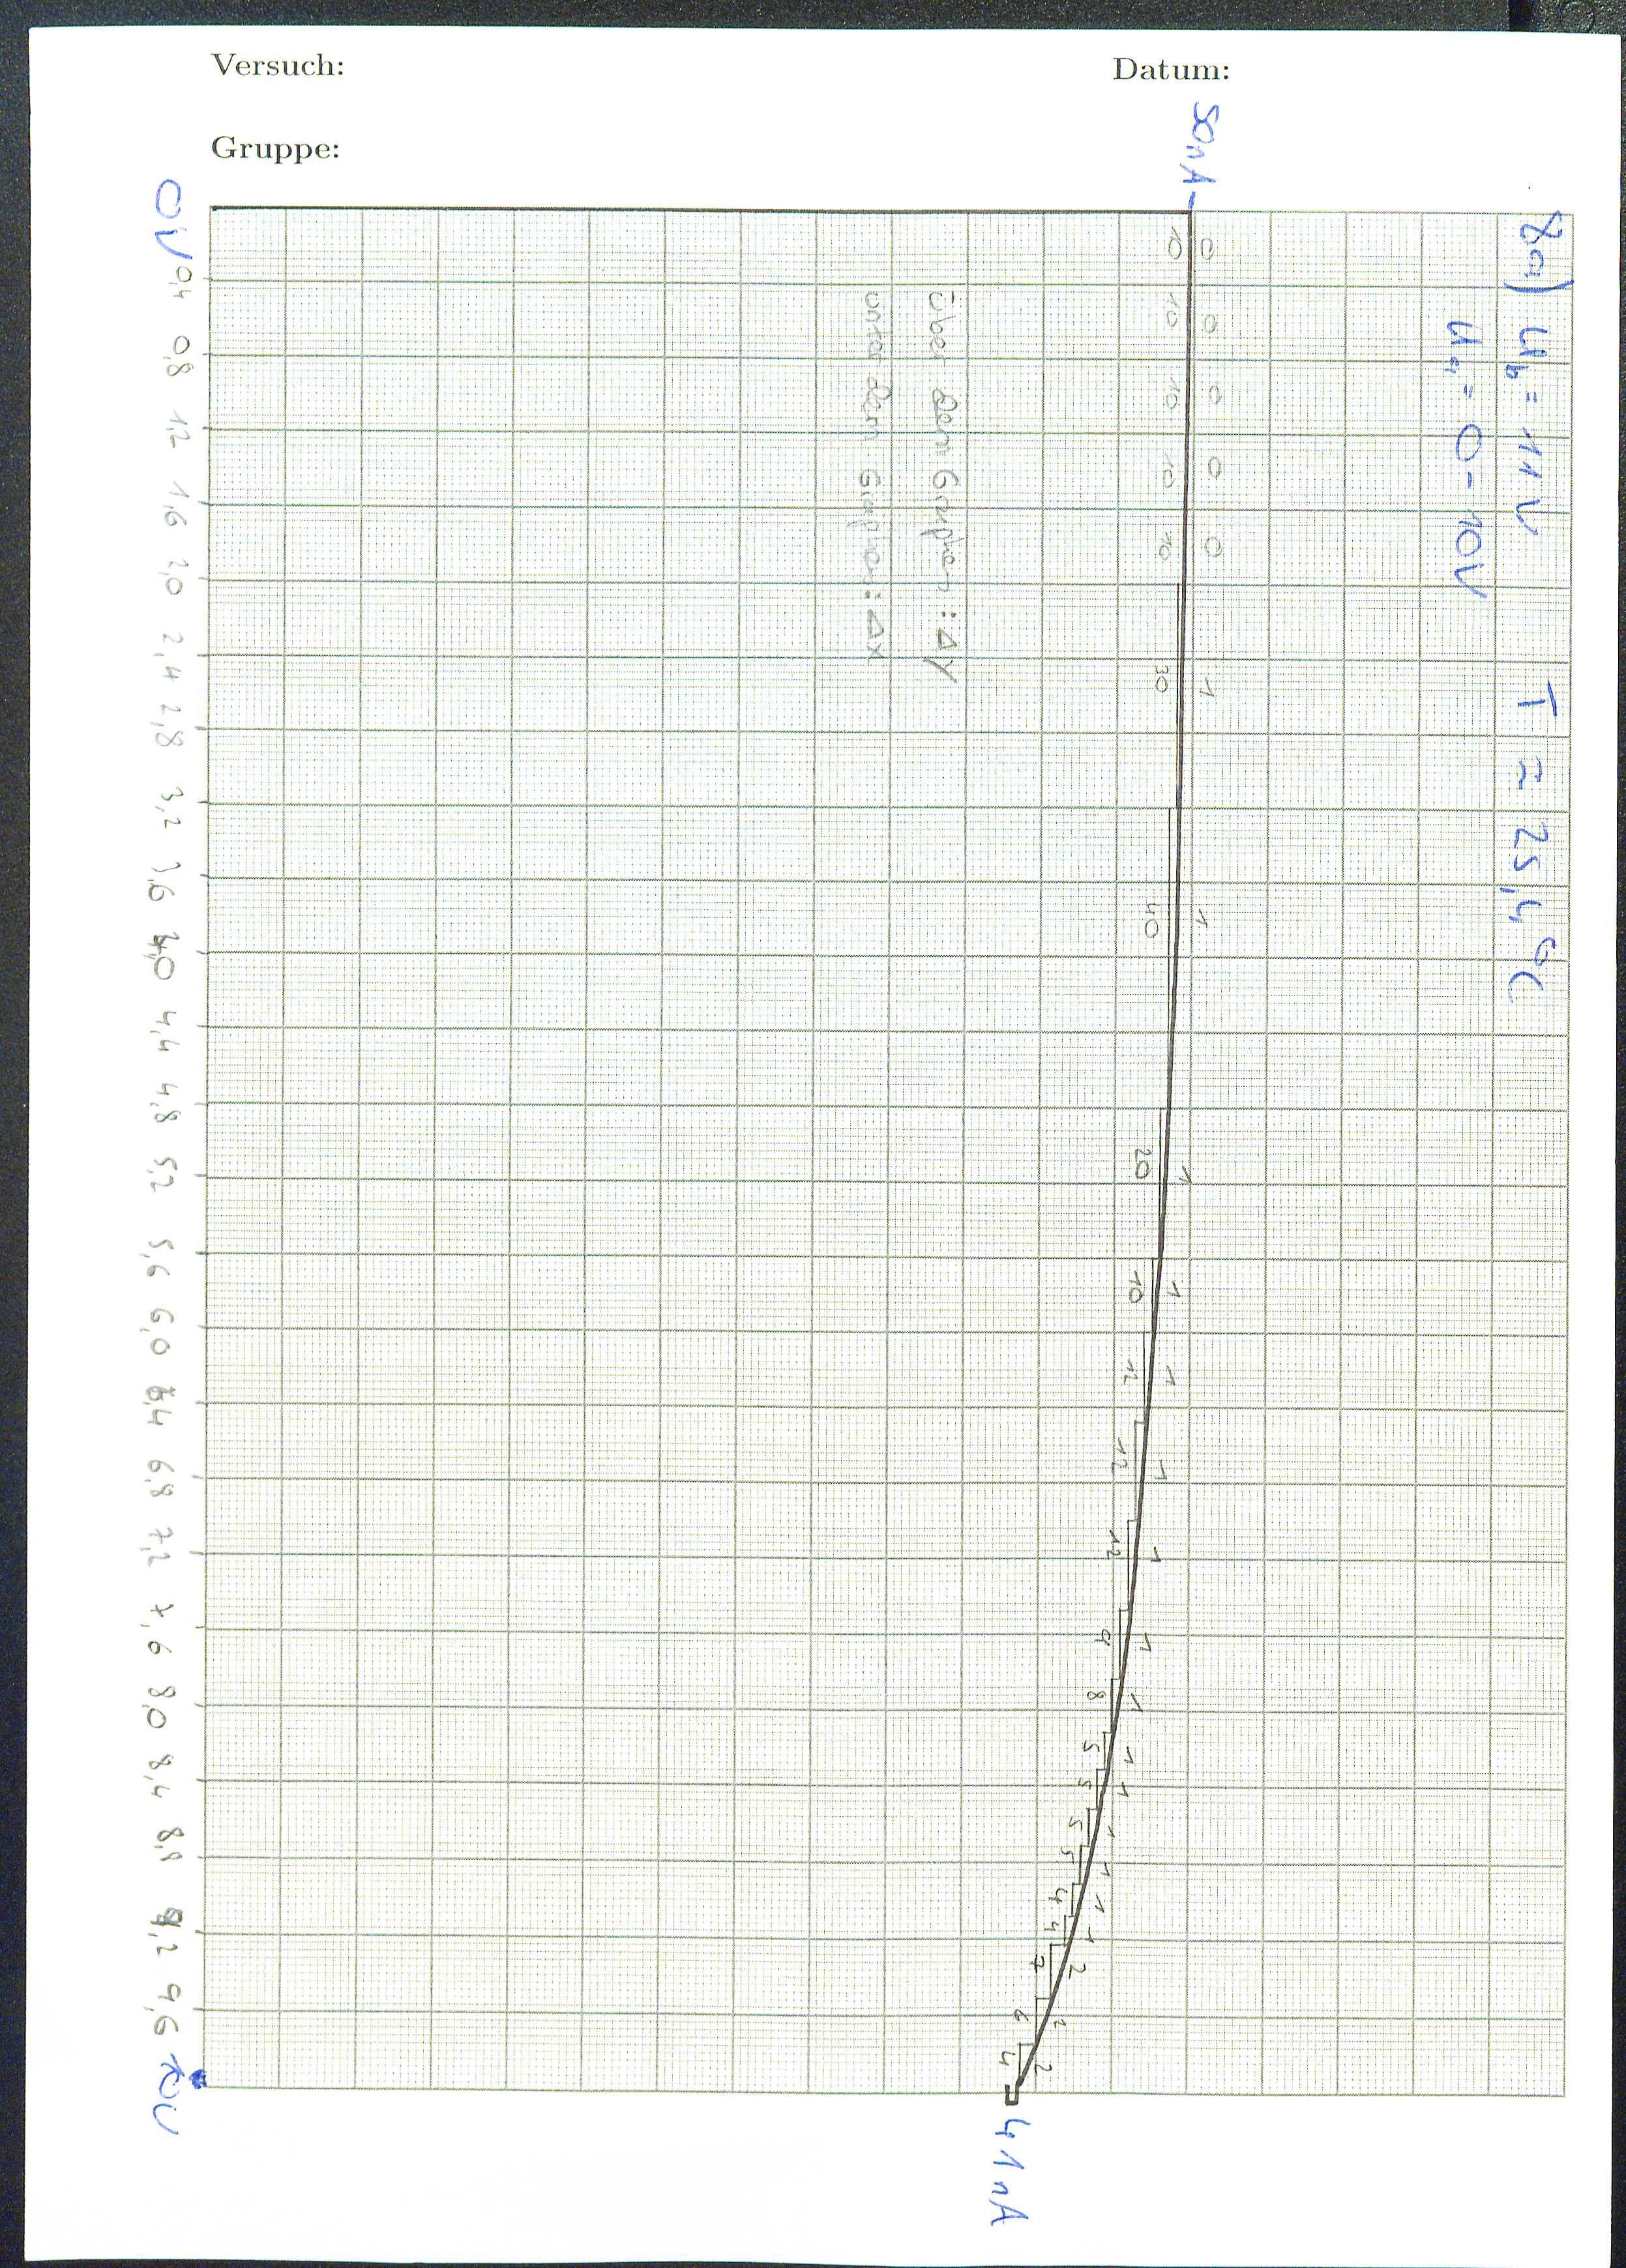 Versuch:
Datum:
Gruppe:
8a) U_b = 11 V T = 25,4 °C
U_a = 0 - 10V
50nA
0 0 0 0 0 1 1 1 1 1 1 1 1 1 1 1 1 1 1 1 2 2 2
10 10 10 10 10 30 40 20 10 12 12 12 9 8 5 5 5 5 4 4 7 6 4
41nA
über dem Graphen: Δy
unter dem Graphen: Δx
0V 0,4 0,8 1,2 1,6 2,0 2,4 2,8 3,2 3,6 4,0 4,4 4,8 5,2 5,6 6,0 6,4 6,8 7,2 7,6 8,0 8,4 8,8 9,2 9,6 10V